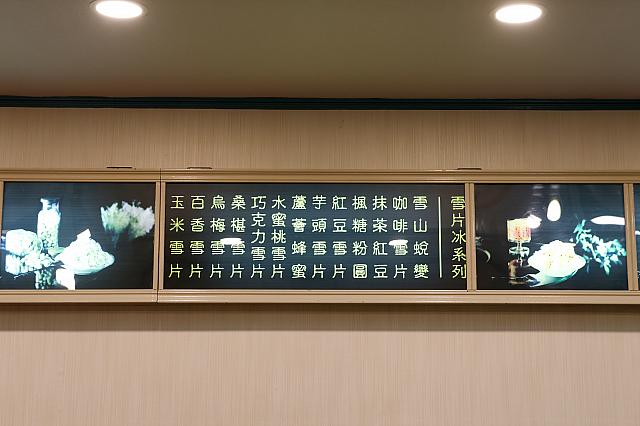 雪片冰系列
雪山蛻變
咖啡雪片
抹茶紅豆
楓糖粉圓
紅豆雪片
芋頭雪片
蘆薈蜂蜜
水蜜桃雪片
巧克力雪片
桑椹雪片
烏梅雪片
百香雪片
玉米雪片